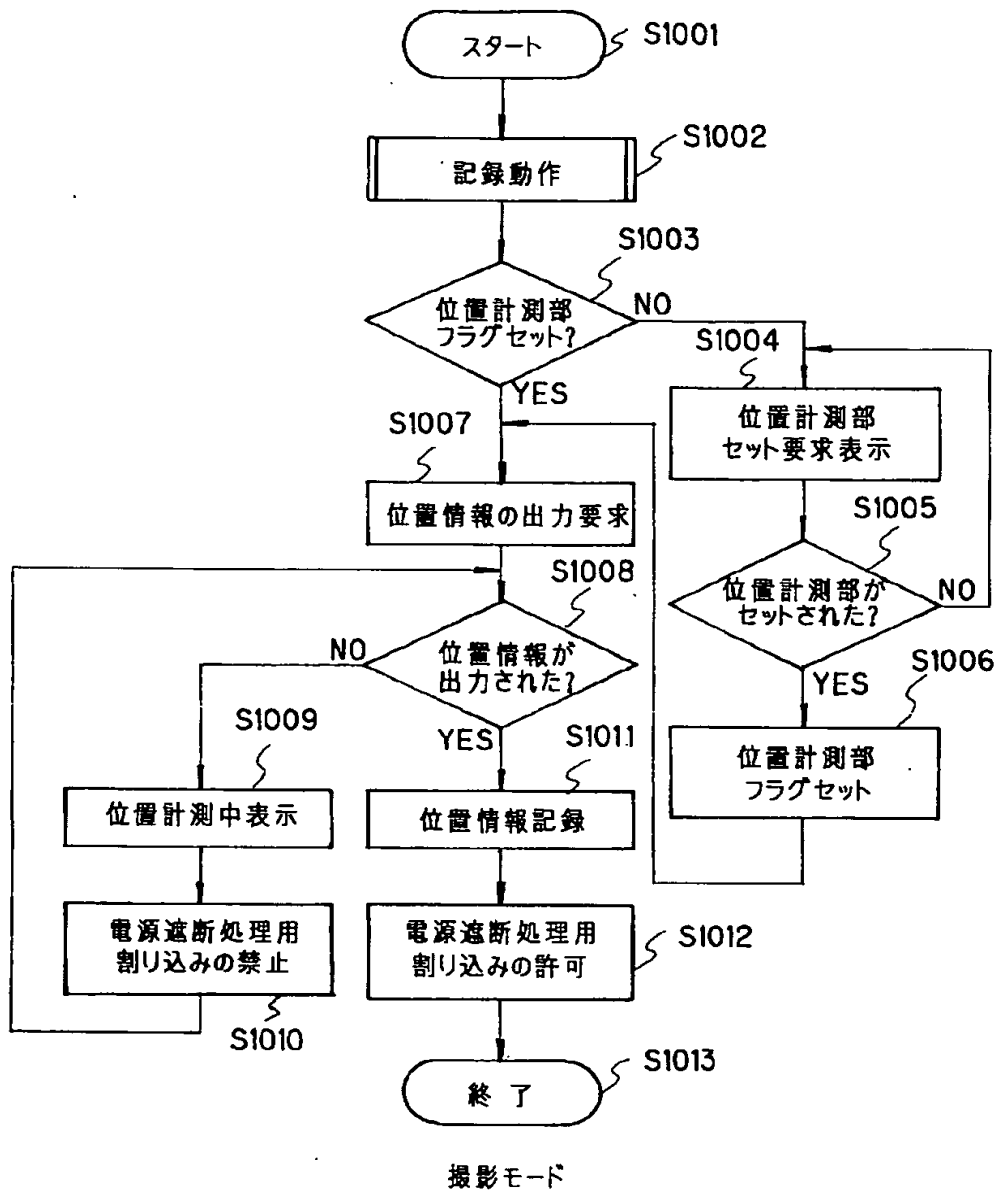 スタート
S1001
記録動作
S1002
S1003
位置計測部
フラグセット?
NO
YES
S1004
位置計測部
セット要求表示
S1005
位置計測部が
セットされた?
NO
YES
S1006
位置計測部
フラグセット
S1007
位置情報の出力要求
S1008
位置情報が
出力された?
NO
YES
S1009
位置計測中表示
電源遮断処理用
割り込みの禁止
S1010
S1011
位置情報記録
電源遮断処理用
割り込みの許可
S1012
終了
S1013
撮影モード